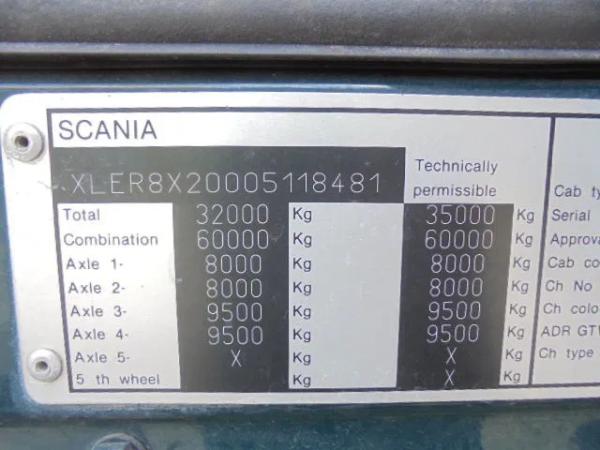 SCANIA
XLER8X20005118481
Technically
permissible
Cab ty
Total 32000 Kg 35000 Kg Serial
Combination 60000 Kg 60000 Kg Approva
Axle 1- 8000 Kg 8000 Kg Cab co
Axle 2- 8000 Kg 8000 Kg Ch No
Axle 3- 9500 Kg 9500 Kg Ch colo
Axle 4- 9500 Kg 9500 Kg ADR GT
Axle 5- X Kg X Kg Ch type
5 th wheel Kg X Kg